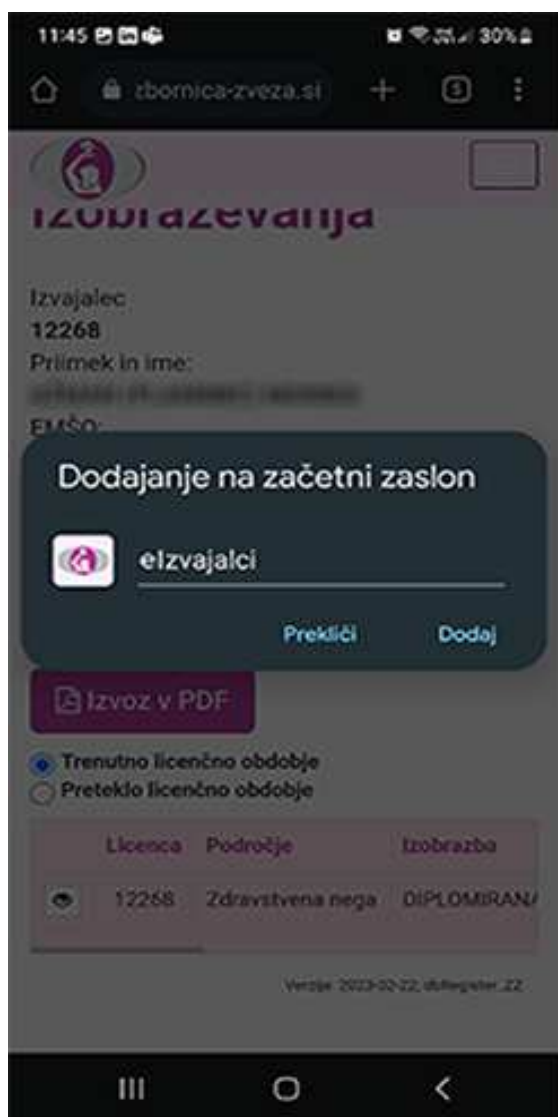 11:45
30%
zbornica-zveza.si
Izobraževanja
Izvajalec
12268
Priimek in ime:
EMŠO:
Dodajanje na začetni zaslon
eIzvajalci
Prekliči Dodaj
Izvoz v PDF
Trenutno licenčno obdobje
Preteklo licenčno obdobje
Licenca Področje Izobrazba
12268 Zdravstvena nega DIPLOMIRANA
Verzija: 2023-02-22, dbRegister_ZZ